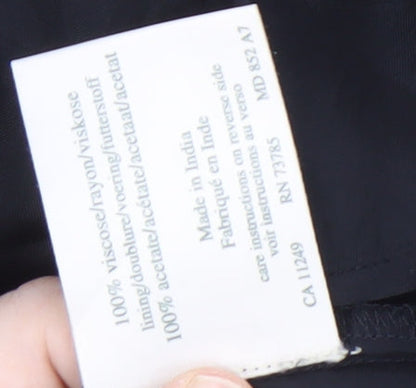 100% viscose/rayon/viskose
lining/doublure/voering/futterstoff
100% acetate/acétate/acetaat/acetat
Made in India
Fabriqué en Inde
care instructions on reverse side
voir instructions au verso
CA 11249 RN 73785 MD 852 A7